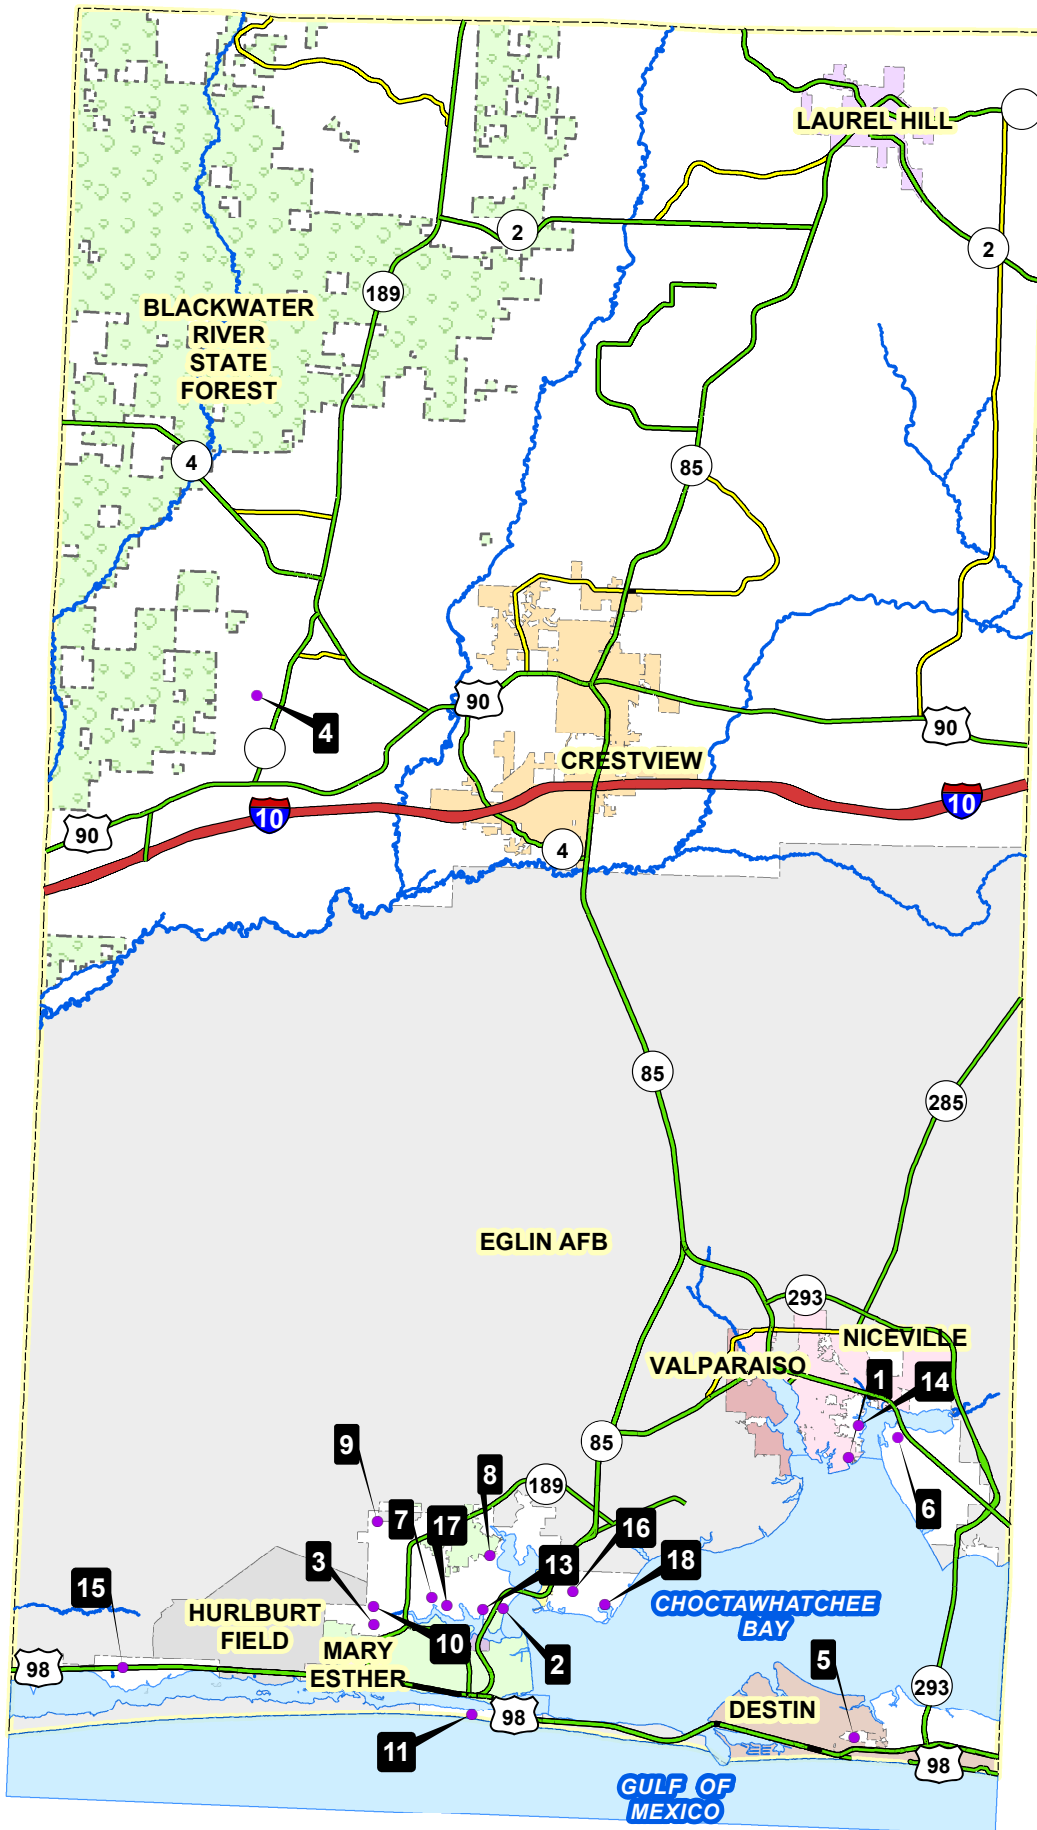 LAUREL HILL
2
2
189
BLACKWATER
RIVER
STATE
FOREST
4
85
90
4
90
CRESTVIEW
10
10
90
4
85
285
EGLIN AFB
293
NICEVILLE
VALPARAISO
1
14
9
85
8
189
7
17
6
16
3
13
18
15
CHOCTAWHATCHEE
BAY
HURLBURT
FIELD
10
MARY
ESTHER
2
5
98
293
DESTIN
98
11
98
GULF OF
MEXICO